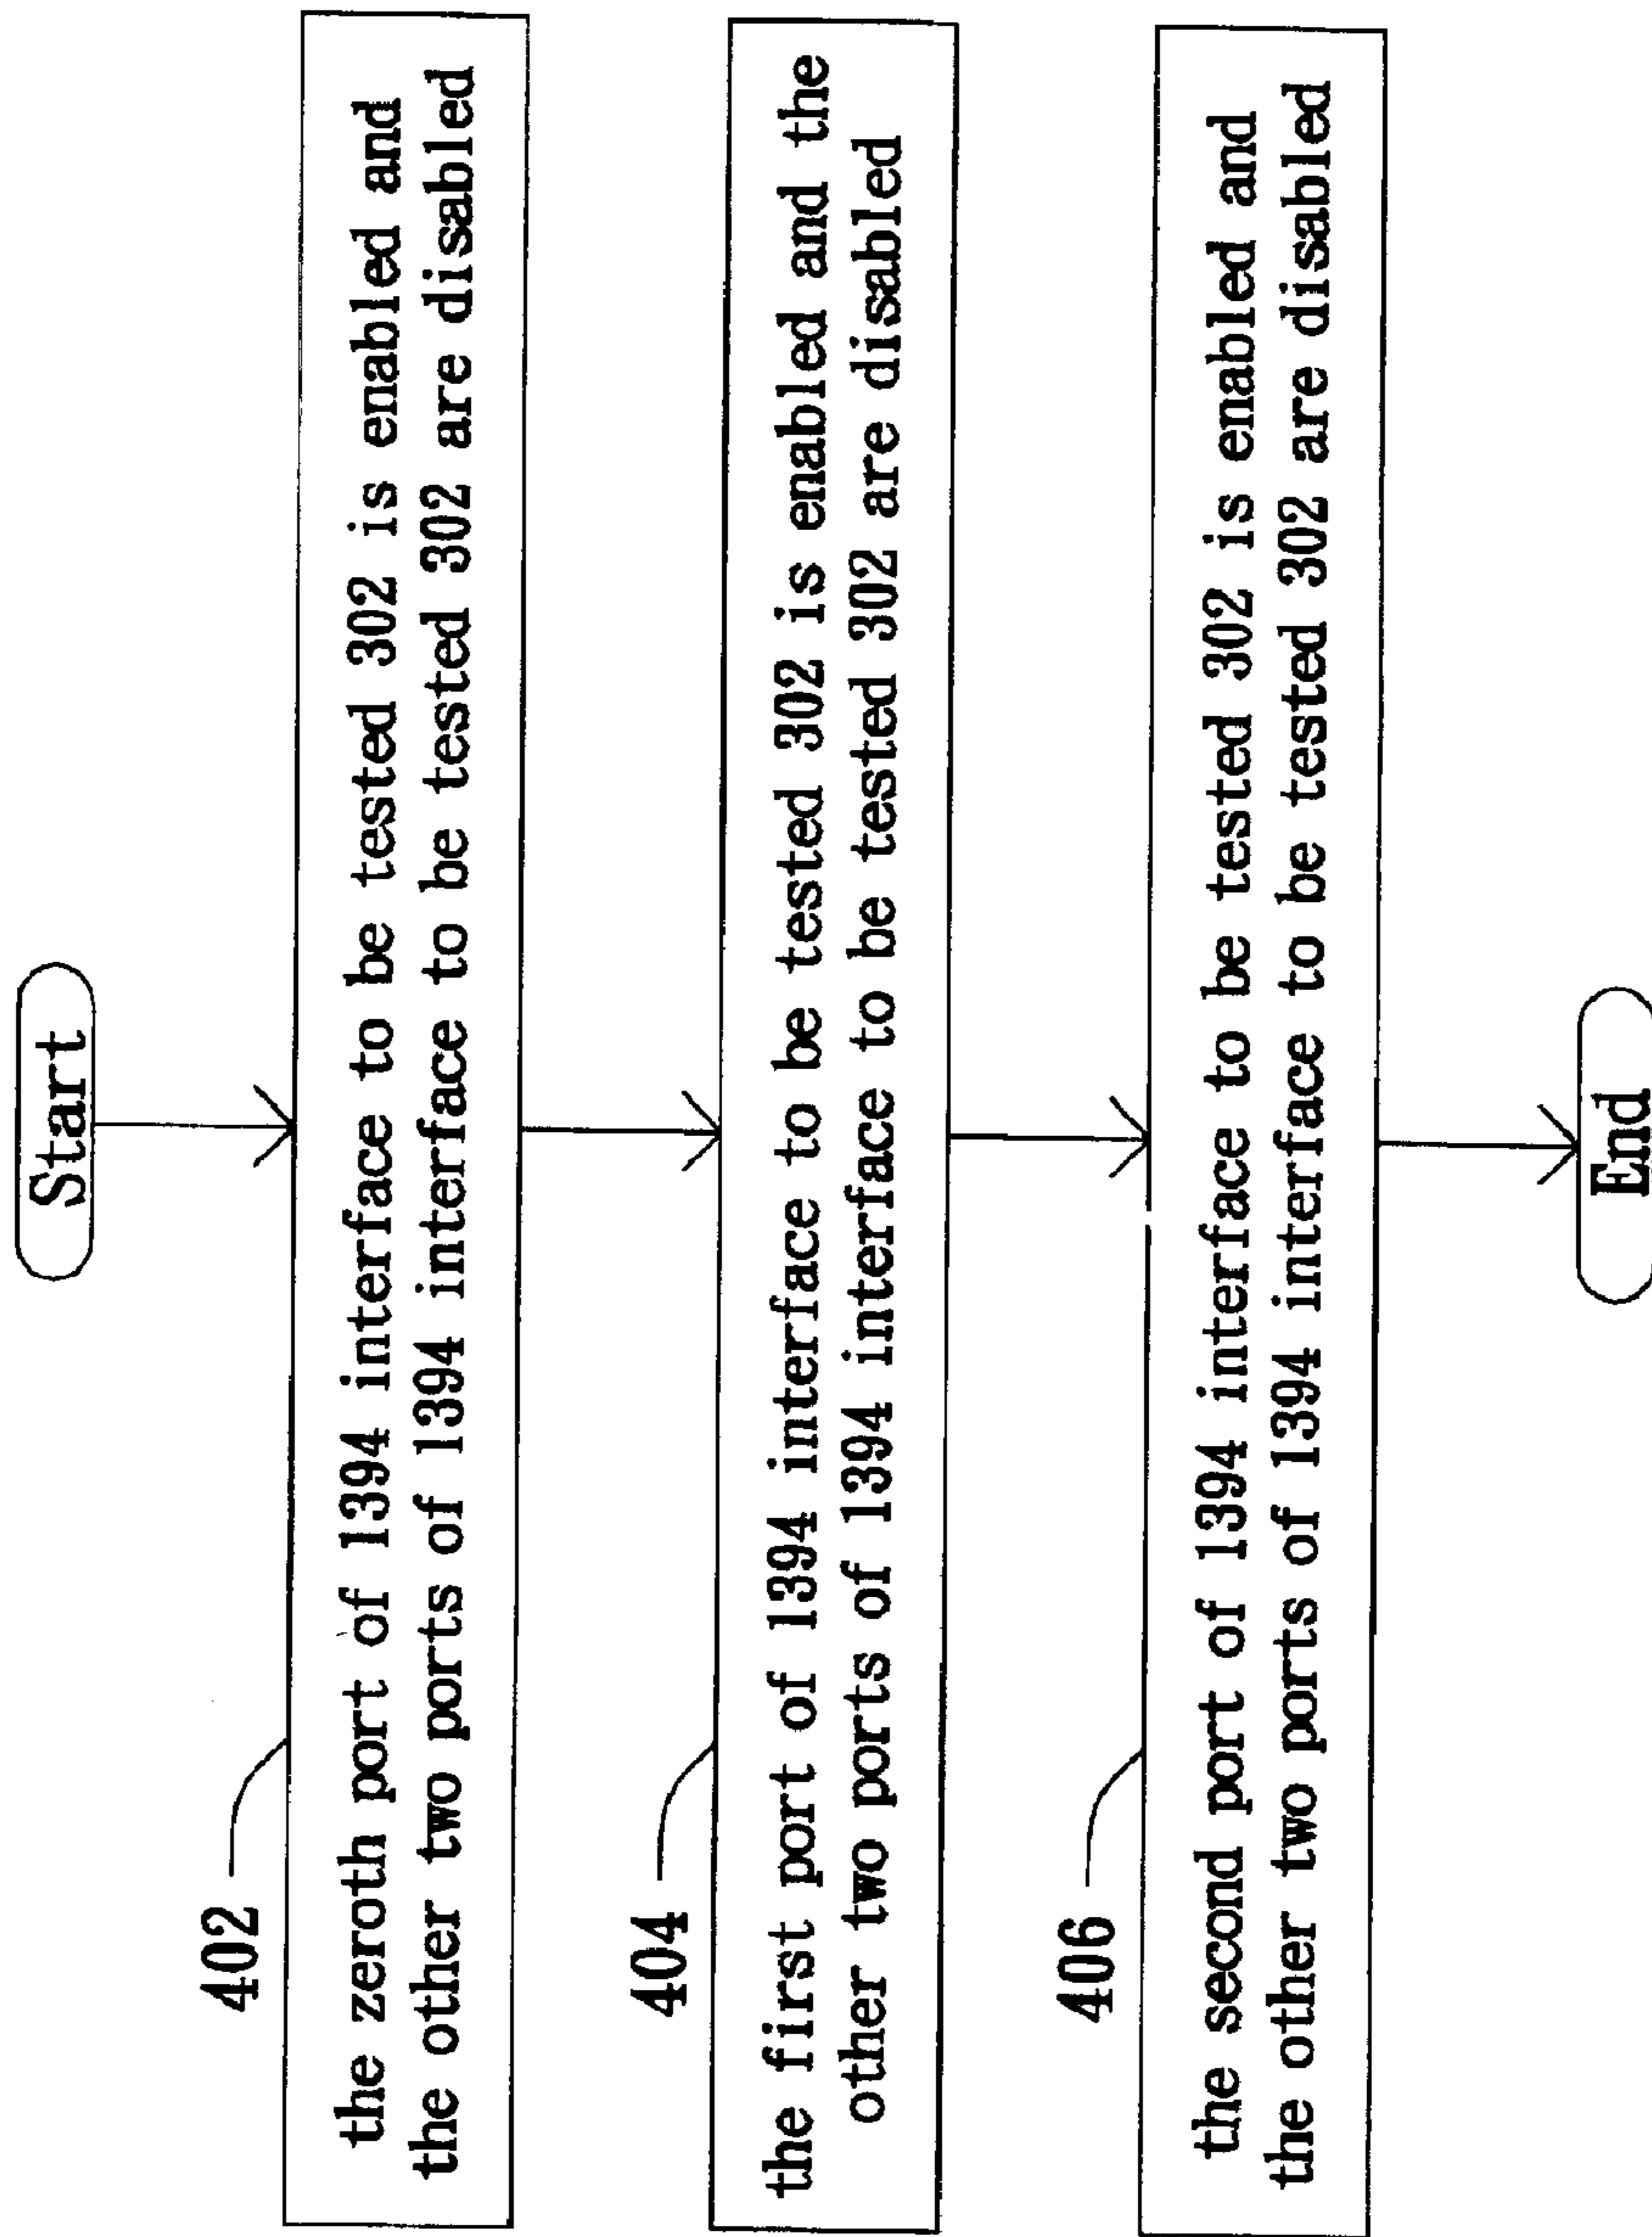 Start
402
the zeroth port of 1394 interface to be tested 302 is enabled and
the other two ports of 1394 interface to be tested 302 are disabled
404
the first port of 1394 interface to be tested 302 is enabled and the
other two ports of 1394 interface to be tested 302 are disabled
406
the second port of 1394 interface to be tested 302 is enabled and
the other two ports of 1394 interface to be tested 302 are disabled
End